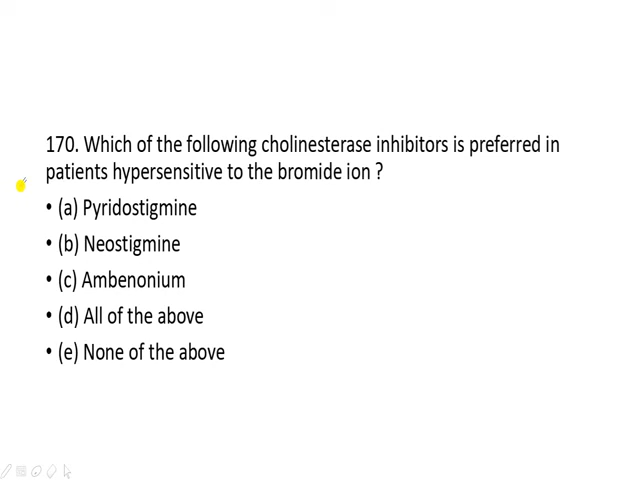 170. Which of the following cholinesterase inhibitors is preferred in
patients hypersensitive to the bromide ion ?
• (a) Pyridostigmine
• (b) Neostigmine
• (c) Ambenonium
• (d) All of the above
• (e) None of the above